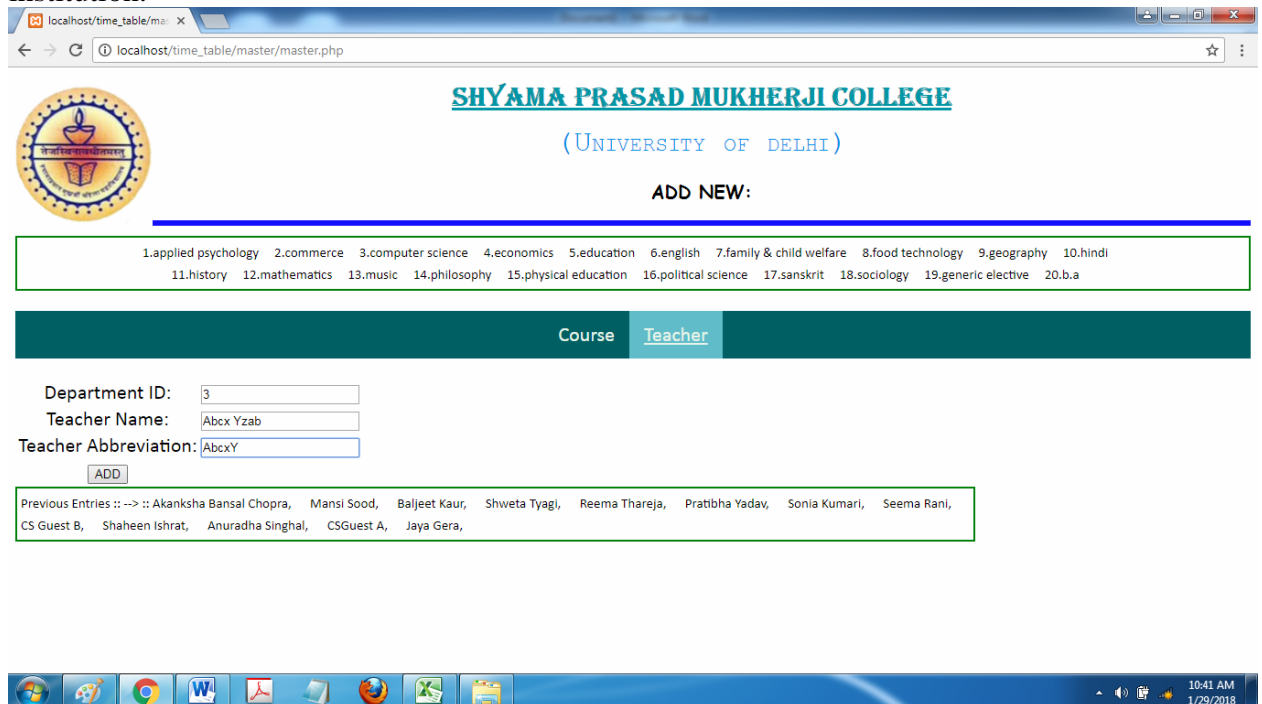 institution.
localhost/time_table/ma
localhost/time_table/master/master.php
SHYAMA PRASAD MUKHERJI COLLEGE
(UNIVERSITY OF DELHI)
ADD NEW:
1.applied psychology 2.commerce 3.computer science 4.economics 5.education 6.english 7.family & child welfare 8.food technology 9.geography 10.hindi
11.history 12.mathematics 13.music 14.philosophy 15.physical education 16.political science 17.sanskrit 18.sociology 19.generic elective 20.b.a
Course Teacher
Department ID: 3
Teacher Name: Abcx Yzab
Teacher Abbreviation: AbcxY
ADD
Previous Entries :: --> :: Akanksha Bansal Chopra, Mansi Sood, Baljeet Kaur, Shweta Tyagi, Reema Thareja, Pratibha Yadav, Sonia Kumari, Seema Rani,
CS Guest B, Shaheen Ishrat, Anuradha Singhal, CSGuest A, Jaya Gera,
10:41 AM
1/29/2018